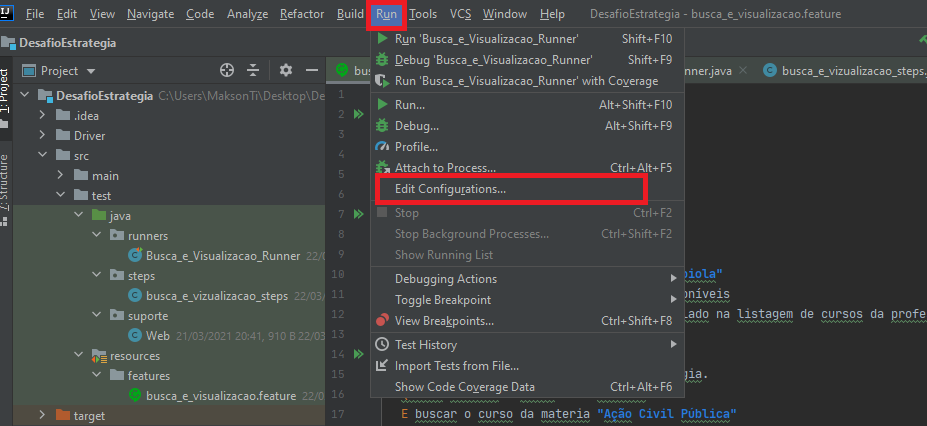 IJ File Edit View Navigate Code Analyze Refactor Build Run Tools VCS Window Help DesafioEstrategia - busca_e_visualizacao.feature
DesafioEstrategia
1: Project
7: Structure
Project
DesafioEstrategia C:\Users\MaksonTi\Desktop\De
.idea
Driver
src
main
test
java
runners
Busca_e_Visualizacao_Runner 22/0
steps
busca_e_vizualizacao_steps 22/03/
suporte
Web 21/03/2021 20:41, 910 B 22/03
resources
features
busca_e_visualizacao.feature 22/03
target
Run 'Busca_e_Visualizacao_Runner' Shift+F10
Debug 'Busca_e_Visualizacao_Runner' Shift+F9
Run 'Busca_e_Visualizacao_Runner' with Coverage
Run... Alt+Shift+F10
Debug... Alt+Shift+F9
Profile...
Attach to Process... Ctrl+Alt+F5
Edit Configurations...
Stop Ctrl+F2
Stop Background Processes... Ctrl+Shift+F2
Show Running List
Debugging Actions
Toggle Breakpoint
View Breakpoints... Ctrl+Shift+F8
Test History
Import Tests from File...
Show Code Coverage Data Ctrl+Alt+F6
bus
nner.java
busca_e_vizualizacao_steps.
1
2
3
4
5
6
7
8
9
10 biola"
11 poníveis
12 lado na listagem de cursos da profe
13
14
15 gia.
16
17 E buscar o curso da materia "Ação Civil Pública"